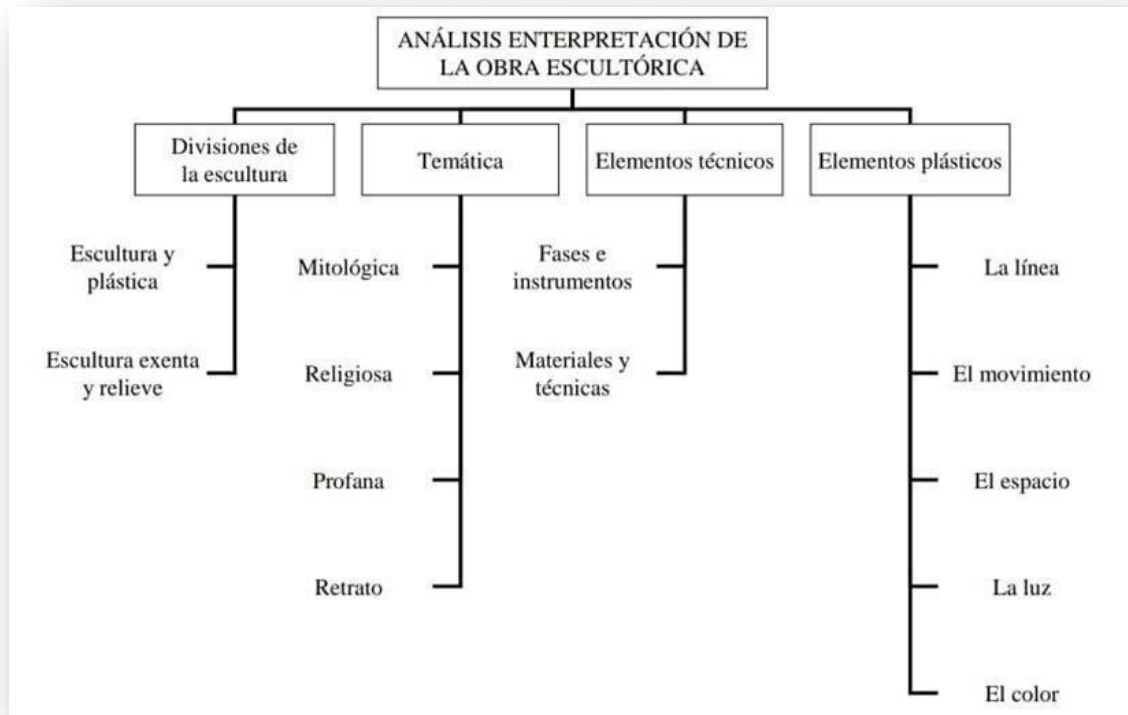 ANÁLISIS ENTERPRETACIÓN DE
LA OBRA ESCULTÓRICA
Divisiones de
la escultura
Temática
Elementos técnicos
Elementos plásticos
Escultura y
plástica
Mitológica
Fases e
instrumentos
La línea
Escultura exenta
y relieve
Religiosa
Materiales y
técnicas
El movimiento
Profana
El espacio
Retrato
La luz
El color